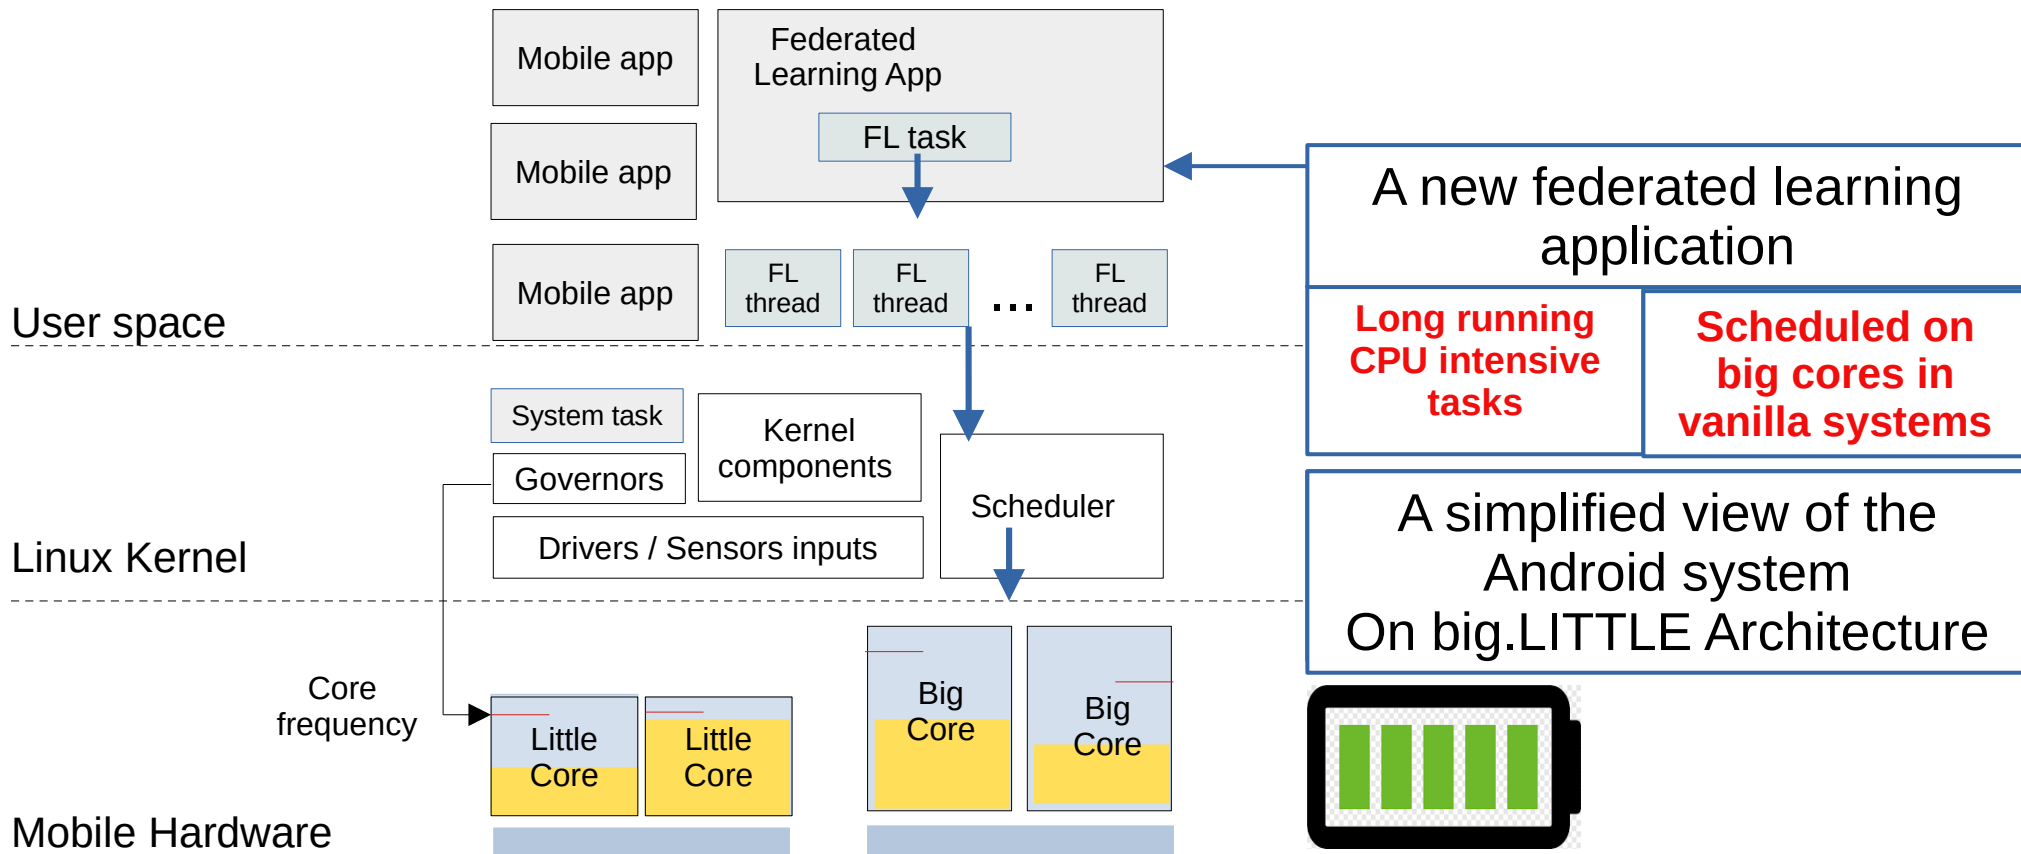 Mobile app
Federated
Learning App
FL task
Mobile app
Mobile app
FL
thread
FL
thread
...
FL
thread
User space
System task
Governors
Kernel
components
Drivers / Sensors inputs
Scheduler
Linux Kernel
Core
frequency
Little
Core
Little
Core
Big
Core
Big
Core
Mobile Hardware
A new federated learning
application
Long running
CPU intensive
tasks
Scheduled on
big cores in
vanilla systems
A simplified view of the
Android system
On big.LITTLE Architecture